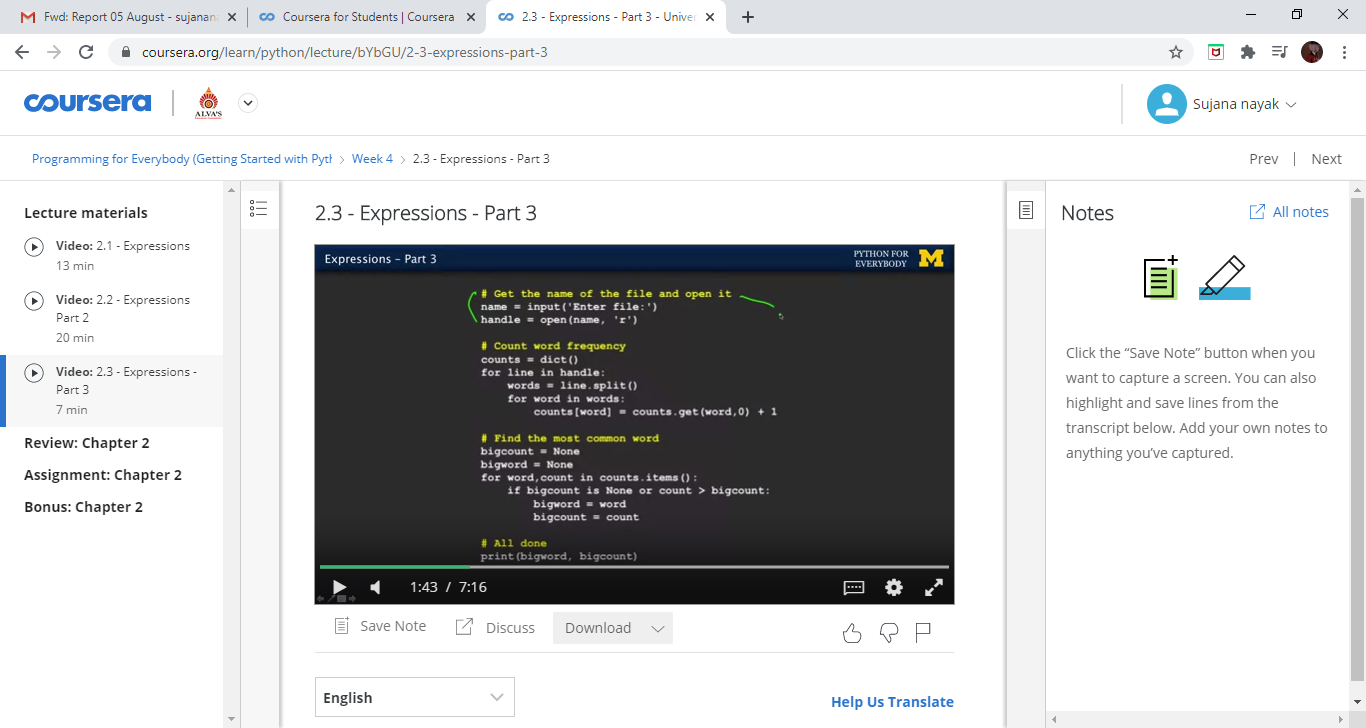 Fwd: Report 05 August - sujanana
Coursera for Students | Coursera
2.3 - Expressions - Part 3 - Univer
coursera.org/learn/python/lecture/bYbGU/2-3-expressions-part-3
coursera
ALVA'S
Sujana nayak
Programming for Everybody (Getting Started with Pyth
Week 4
2.3 - Expressions - Part 3
Prev | Next
Lecture materials
Video: 2.1 - Expressions
13 min
Video: 2.2 - Expressions
Part 2
20 min
Video: 2.3 - Expressions -
Part 3
7 min
Review: Chapter 2
Assignment: Chapter 2
Bonus: Chapter 2
2.3 - Expressions - Part 3
Expressions – Part 3
PYTHON FOR
EVERYBODY
M
# Get the name of the file and open it
name = input('Enter file:')
handle = open(name, 'r')
# Count word frequency
counts = dict()
for line in handle:
words = line.split()
for word in words:
counts[word] = counts.get(word,0) + 1
# Find the most common word
bigcount = None
bigword = None
for word,count in counts.items():
if bigcount is None or count > bigcount:
bigword = word
bigcount = count
# All done
print(bigword, bigcount)
1:43 / 7:16
Save Note
Discuss
Download
English
Help Us Translate
Notes
All notes
Click the “Save Note” button when you
want to capture a screen. You can also
highlight and save lines from the
transcript below. Add your own notes to
anything you’ve captured.